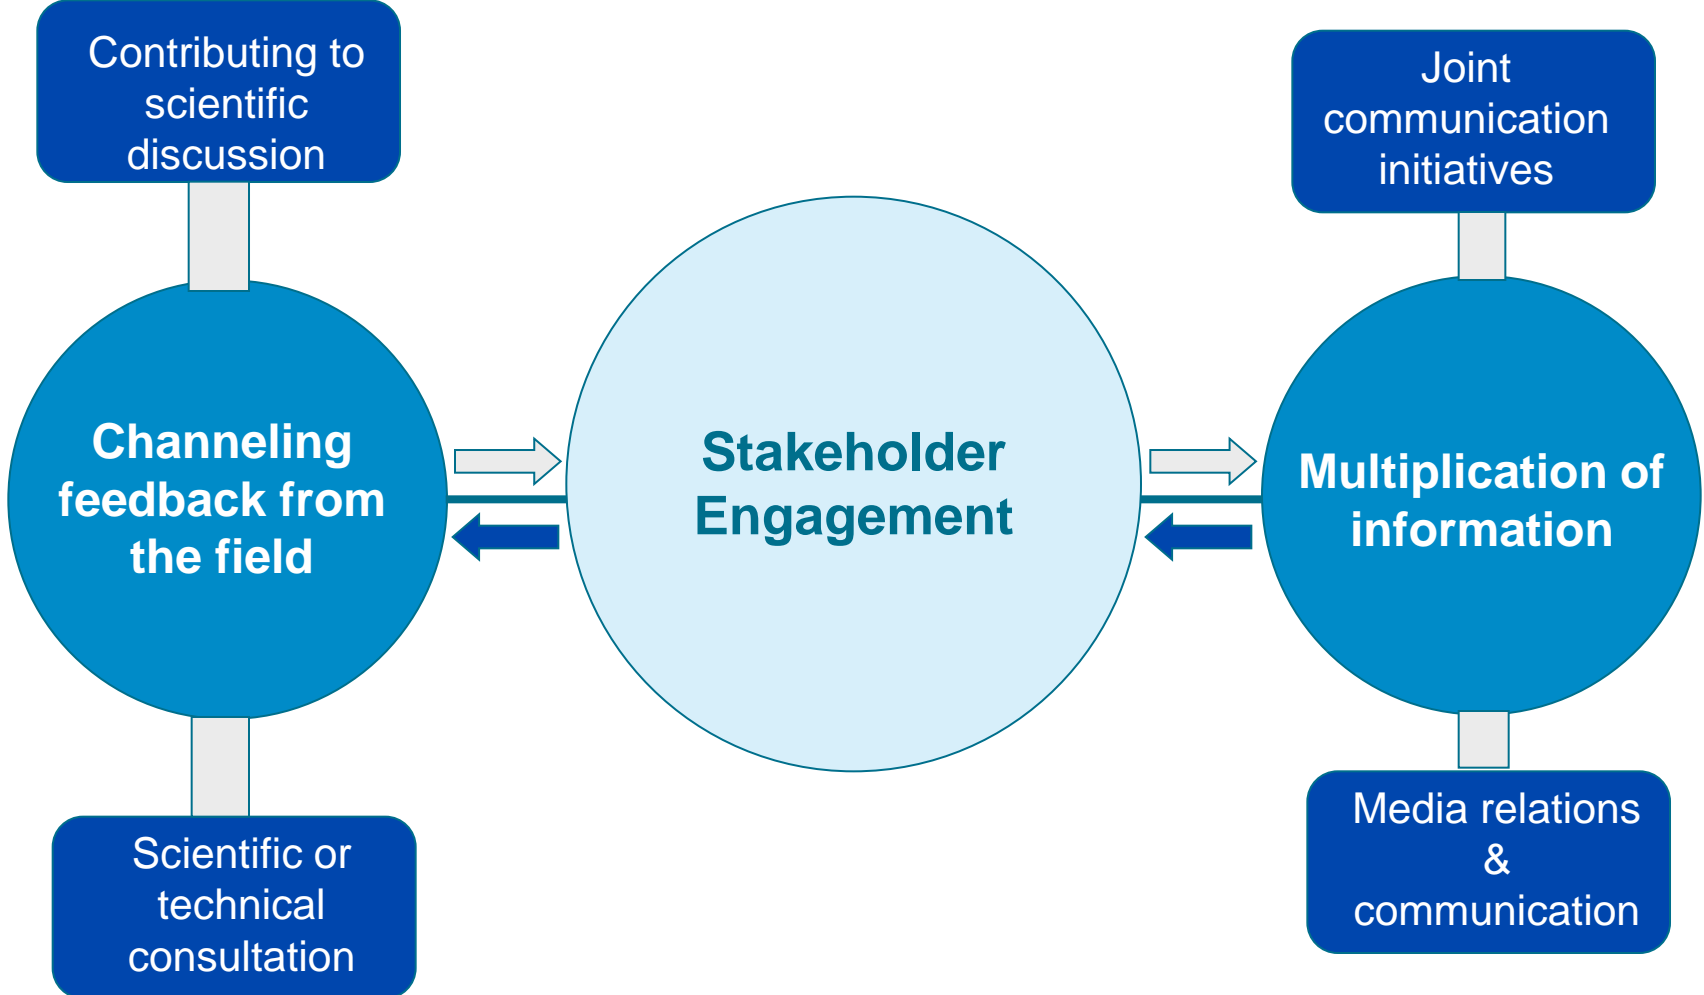 Contributing to
scientific
discussion
Joint
communication
initiatives
Channeling
feedback from
the field
Stakeholder
Engagement
Multiplication of
information
Scientific or
technical
consultation
Media relations
&
communication